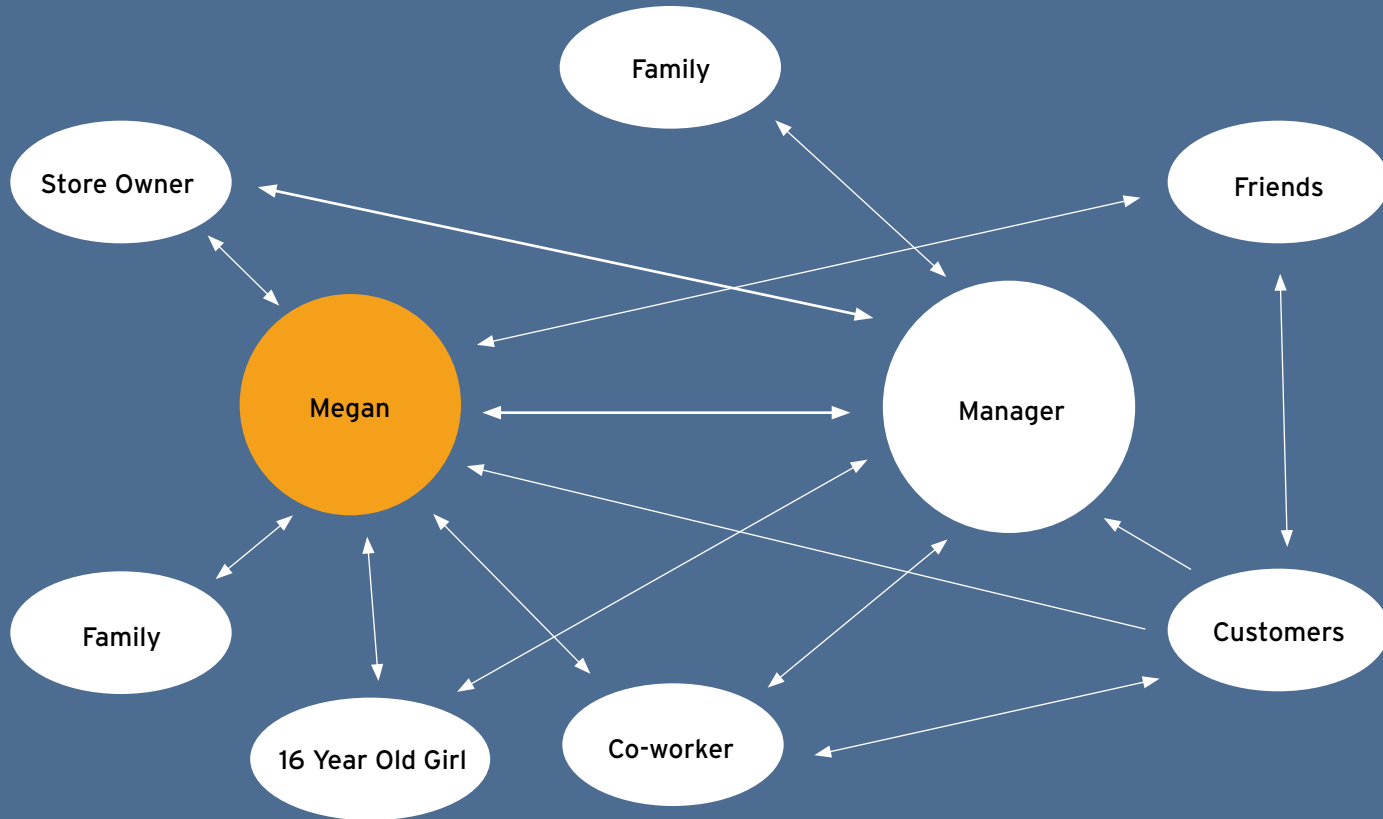 Family
Store Owner
Friends
Megan
Manager
Family
Customers
16 Year Old Girl
Co-worker